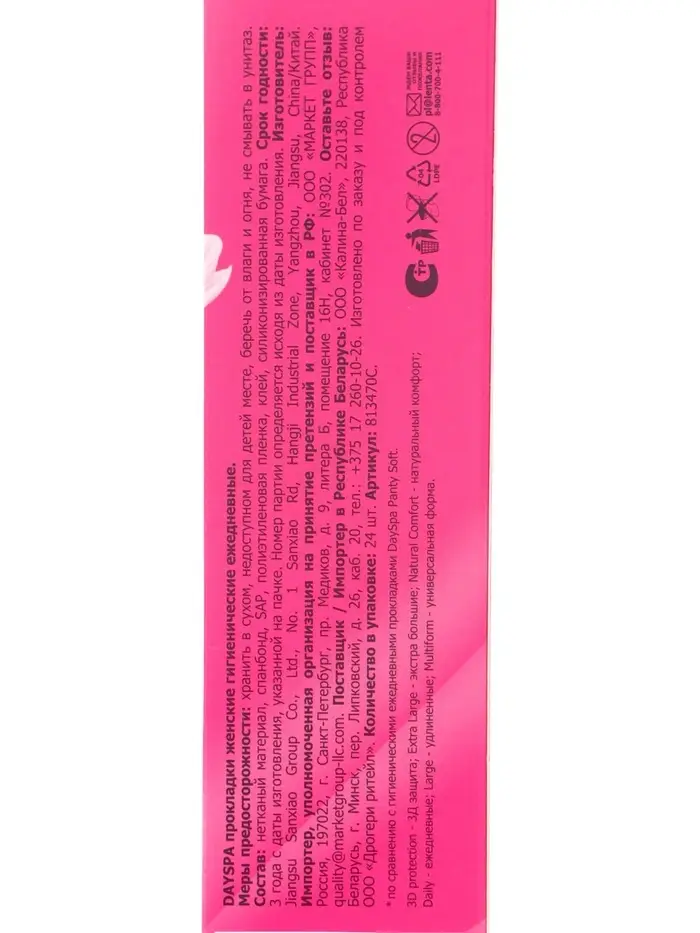 DAYSPA прокладки женские гигиенические ежедневные.
Меры предосторожности: хранить в сухом, недоступном для детей месте, беречь от влаги и огня, не смывать в унитаз.
Состав: нетканый материал, спанбонд, SAP, полиэтиленовая пленка, клей, силиконизированная бумага. Срок годности:
3 года с даты изготовления, указанной на пачке. Номер партии определяется исходя из даты изготовления. Изготовитель:
Jiangsu Sanxiao Group Co., Ltd., No. 1 Sanxiao Rd, Hangji Industrial Zone, Yangzhou, Jiangsu, China/Китай.
Импортер, уполномоченная организация на принятие претензий и поставщик в РФ: ООО «МАРКЕТ ГРУПП»,
Россия, 197022, г. Санкт-Петербург, пр. Медиков, д. 9, литера Б, помещение 16Н, кабинет №302. Оставьте отзыв:
quality@marketgroup-llc.com. Поставщик / Импортер в Республике Беларусь: ООО «Калина-Бел», 220138, Республика
Беларусь, г. Минск, пер. Липковский, д. 26, каб. 20, тел.: +375 17 260-10-26. Изготовлено по заказу и под контролем
ООО «Дрогери ритейл». Количество в упаковке: 24 шт. Артикул: 813470С.
* по сравнению с гигиеническими ежедневными прокладками DaySpa Panty Soft.
3D protection - 3Д защита; Extra Large - экстра большие; Natural Comfort - натуральный комфорт;
Daily - ежедневные; Large - удлиненные; Multiform - универсальная форма.
ТР
04
LDPE
ЖДЕМ ВАШИ
ОТЗЫВЫ И
ПОЖЕЛАНИЯ
pl@lenta.com
8-800-700-4-111